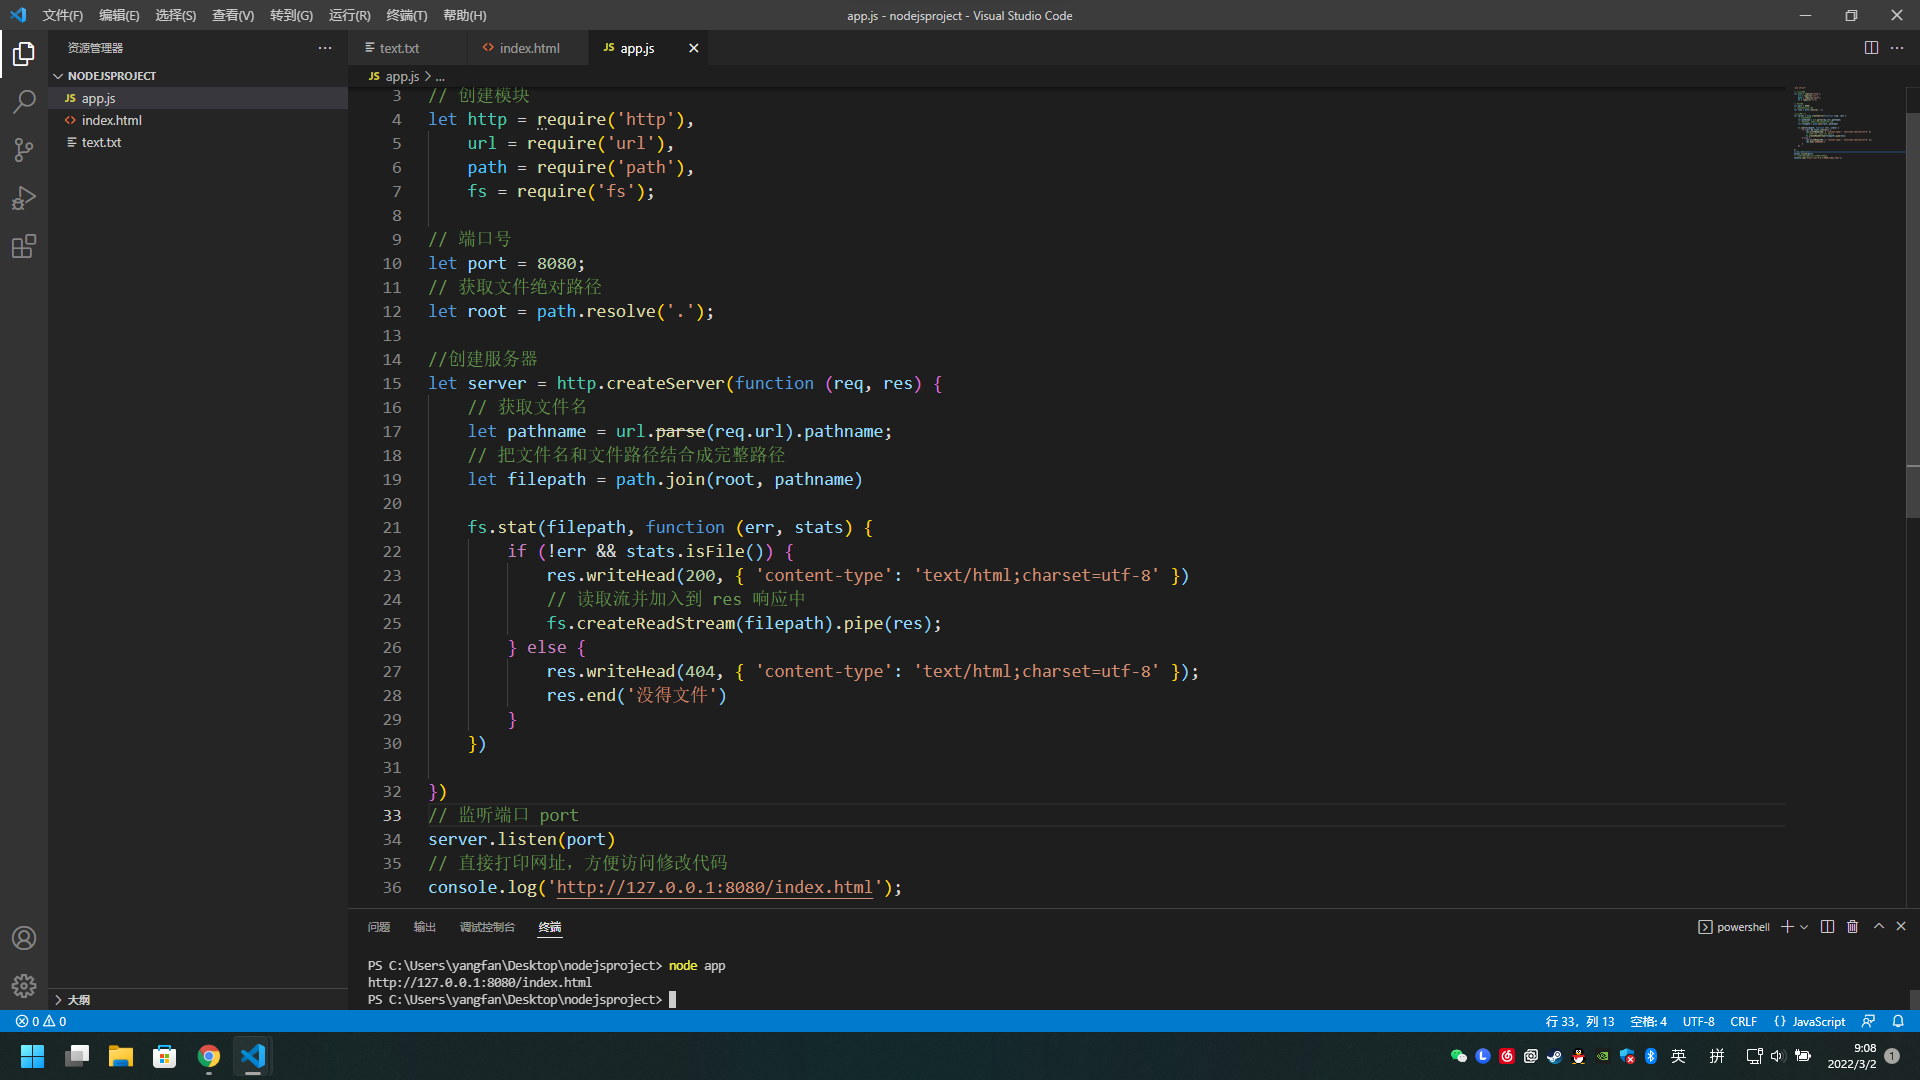 文件(F) 编辑(E) 选择(S) 查看(V) 转到(G) 运行(R) 终端(T) 帮助(H)
app.js - nodejsproject - Visual Studio Code
资源管理器
text.txt
index.html
JS app.js
NODEJSPROJECT
JS app.js
index.html
text.txt
JS app.js > ...
3 // 创建模块
4 let http = require('http'),
5 url = require('url'),
6 path = require('path'),
7 fs = require('fs');
8
9 // 端口号
10 let port = 8080;
11 // 获取文件绝对路径
12 let root = path.resolve('.');
13
14 //创建服务器
15 let server = http.createServer(function (req, res) {
16 // 获取文件名
17 let pathname = url.parse(req.url).pathname;
18 // 把文件名和文件路径结合成完整路径
19 let filepath = path.join(root, pathname)
20
21 fs.stat(filepath, function (err, stats) {
22 if (!err && stats.isFile()) {
23 res.writeHead(200, { 'content-type': 'text/html;charset=utf-8' })
24 // 读取流并加入到 res 响应中
25 fs.createReadStream(filepath).pipe(res);
26 } else {
27 res.writeHead(404, { 'content-type': 'text/html;charset=utf-8' });
28 res.end('没得文件')
29 }
30 })
31
32 })
33 // 监听端口 port
34 server.listen(port)
35 // 直接打印网址，方便访问修改代码
36 console.log('http://127.0.0.1:8080/index.html');
问题 输出 调试控制台 终端
powershell
PS C:\Users\yangfan\Desktop\nodejsproject> node app
http://127.0.0.1:8080/index.html
PS C:\Users\yangfan\Desktop\nodejsproject>
大纲
0 0
行 33，列 13 空格: 4 UTF-8 CRLF {} JavaScript
英 拼
9:08
2022/3/2
1